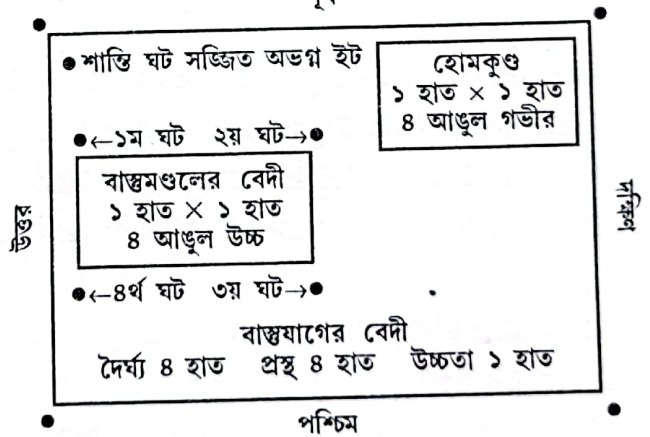 শান্তি ঘট সজ্জিত অভগ্ন ইট
হোমকুণ্ড
১ হাত × ১ হাত
৪ আঙুল গভীর
←১ম ঘট ২য় ঘট→
বাস্তুমণ্ডলের বেদী
১ হাত × ১ হাত
৪ আঙুল উচ্চ
উত্তর
দক্ষিণ
←৪র্থ ঘট ৩য় ঘট→
বাস্তুযাগের বেদী
দৈর্ঘ্য ৪ হাত প্রস্থ ৪ হাত উচ্চতা ১ হাত
পশ্চিম